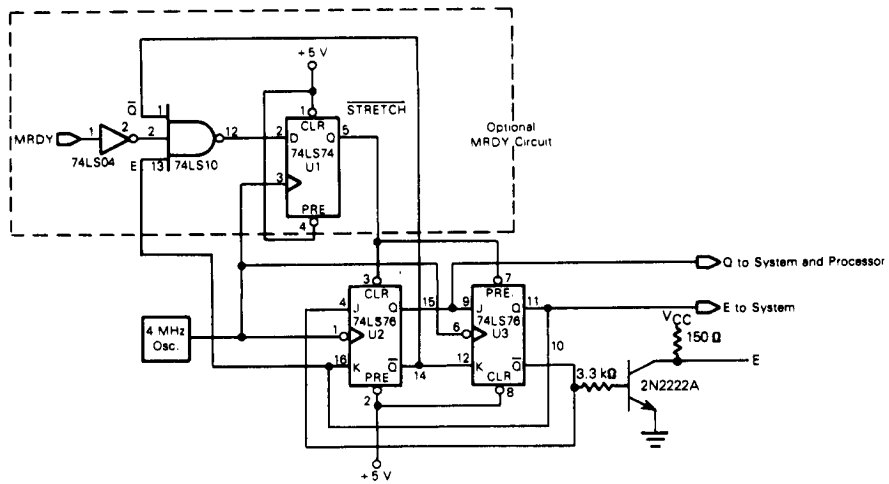 +5 V
Q̅
1
MRDY
1
2
2
12
E
13
74LS04
74LS10
1
CLR
2
D
Q
5
S̅T̅R̅E̅T̅C̅H̅
74LS74
U1
3
PRE
4
Optional
MRDY Circuit
4 MHz
Osc.
3
CLR
4
J
Q
15
74LS76
U2
1
16
K
Q̅
14
PRE
2
7
PRE.
9
J
Q
11
74LS76
U3
6
12
K
Q̅
10
CLR
8
+5 V
Q to System and Processor
E to System
VCC
150 Ω
E
3.3 kΩ
2N2222A